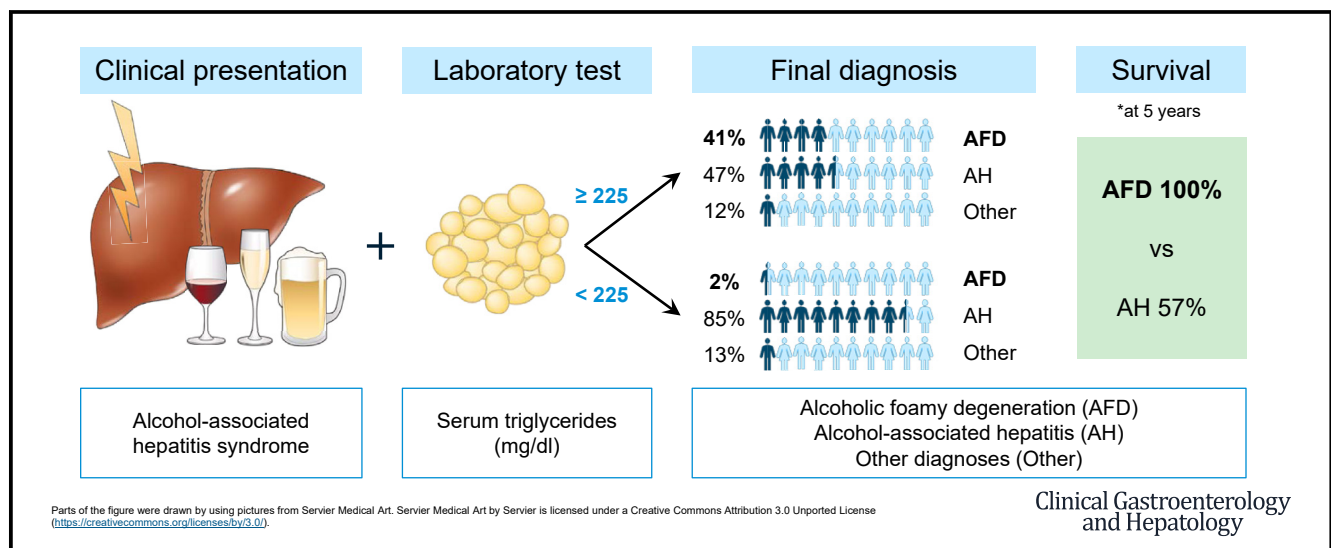 Clinical presentation
Laboratory test
Final diagnosis
Survival
*at 5 years
≥ 225
< 225
+
41%
AFD
47%
AH
12%
Other
2%
AFD
85%
AH
13%
Other
AFD 100%
vs
AH 57%
Alcohol-associated
hepatitis syndrome
Serum triglycerides
(mg/dl)
Alcoholic foamy degeneration (AFD)
Alcohol-associated hepatitis (AH)
Other diagnoses (Other)
Parts of the figure were drawn by using pictures from Servier Medical Art. Servier Medical Art by Servier is licensed under a Creative Commons Attribution 3.0 Unported License
(https://creativecommons.org/licenses/by/3.0/).
Clinical Gastroenterology
and Hepatology